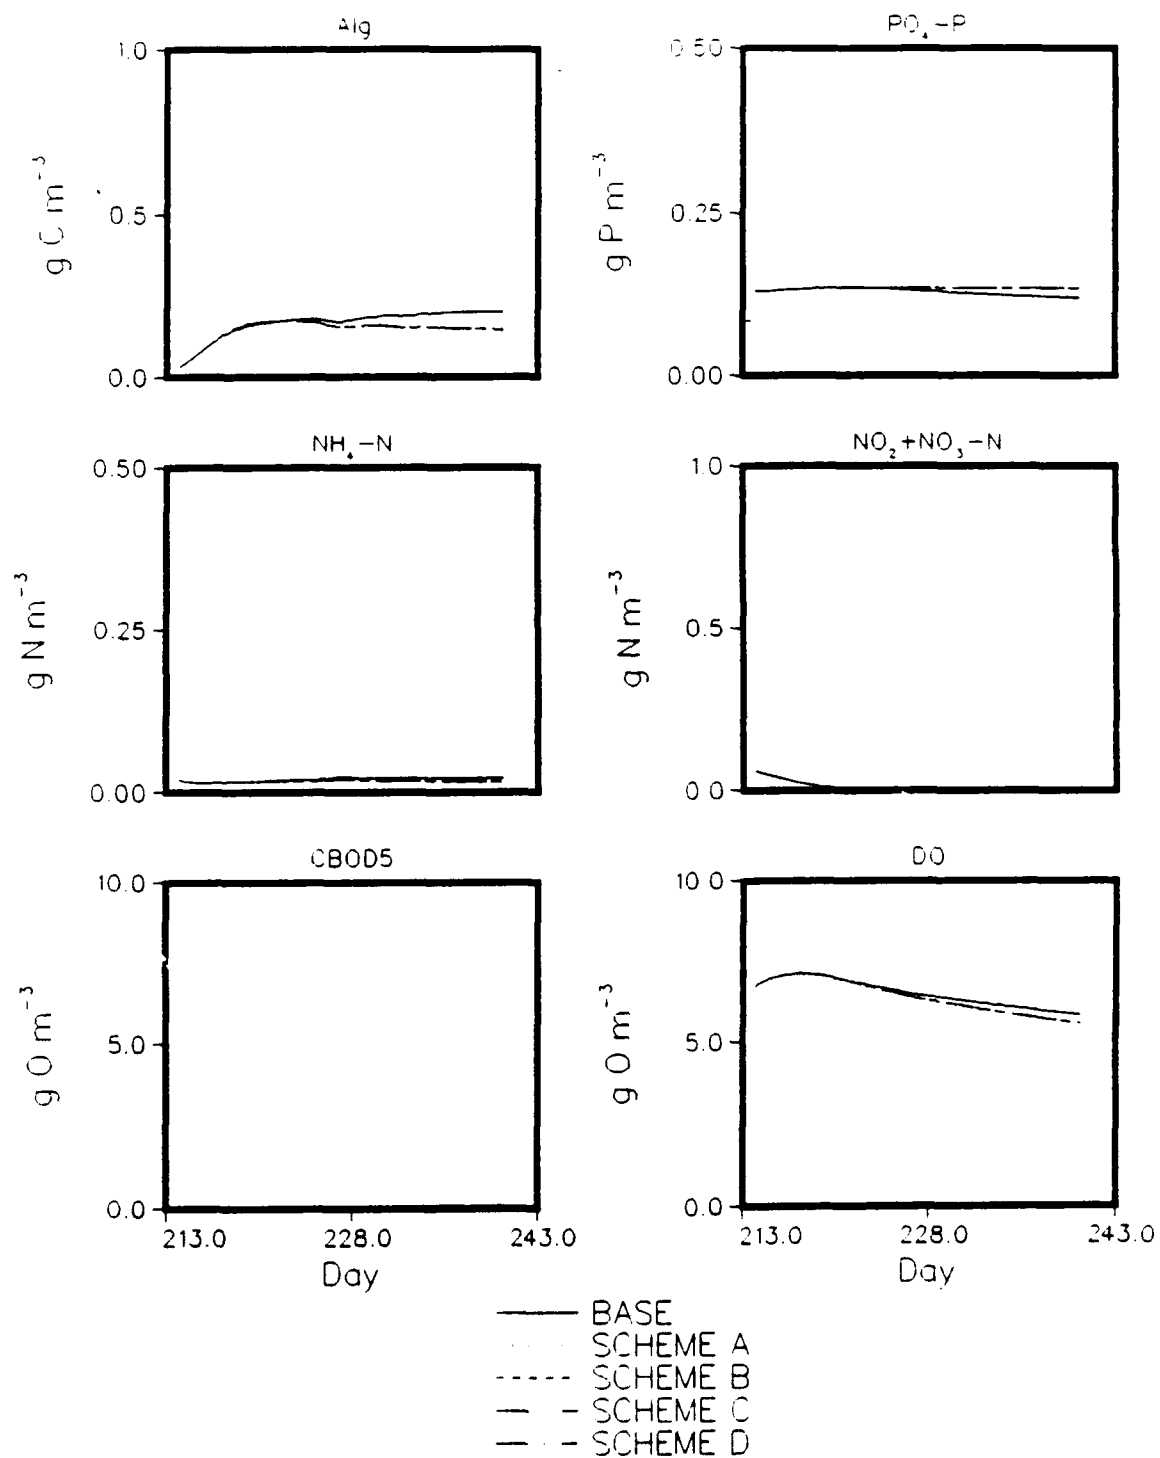 Alg
PO₄-P
1.0
0.5
0.0
g C m⁻³
0.50
0.25
0.00
g P m⁻³
NH₄-N
NO₂+NO₃-N
0.50
0.25
0.00
g N m⁻³
1.0
0.5
0.0
g N m⁻³
CBOD5
DO
10.0
5.0
0.0
g O m⁻³
10.0
5.0
0.0
g O m⁻³
213.0 228.0 243.0
Day
213.0 228.0 243.0
Day
BASE
SCHEME A
SCHEME B
SCHEME C
SCHEME D